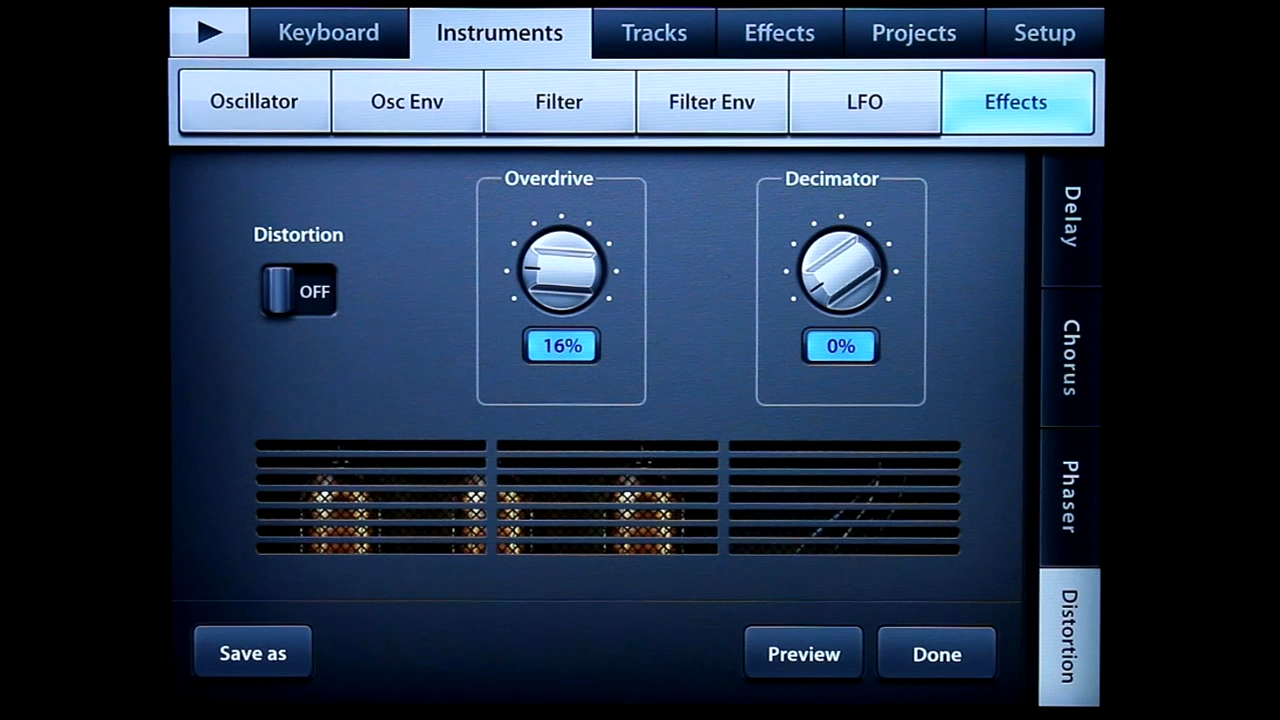 Keyboard
Instruments
Tracks
Effects
Projects
Setup
Oscillator
Osc Env
Filter
Filter Env
LFO
Effects
Distortion
OFF
Overdrive
16%
Decimator
0%
Delay
Chorus
Phaser
Distortion
Save as
Preview
Done